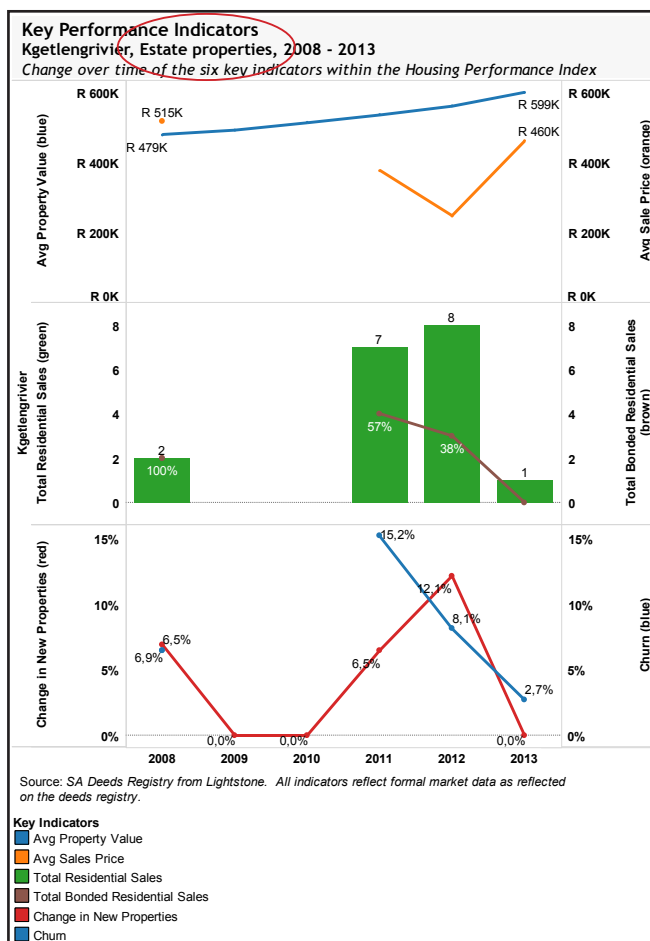 Key Performance Indicators
Kgetlengrivier, Estate properties, 2008 - 2013
Change over time of the six key indicators within the Housing Performance Index
R 600K
R 400K
R 200K
R 0K
Avg Property Value (blue)
R 515K
R 479K
R 599K
R 460K
R 600K
R 400K
R 200K
R 0K
Avg Sale Price (orange)
Kgetlengrivier
Total Residential Sales (green)
8
6
4
2
0
2
100%
7
57%
8
38%
1
8
6
4
2
0
Total Bonded Residential Sales
(brown)
Change in New Properties (red)
15%
10%
5%
0%
6,5%
6,9%
0,0%
0,0%
15,2%
6,5%
12,1%
8,1%
2,7%
0,0%
15%
10%
5%
0%
Churn (blue)
2008 2009 2010 2011 2012 2013
Source: SA Deeds Registry from Lightstone. All indicators reflect formal market data as reflected
on the deeds registry.
Key Indicators
Avg Property Value
Avg Sales Price
Total Residential Sales
Total Bonded Residential Sales
Change in New Properties
Churn